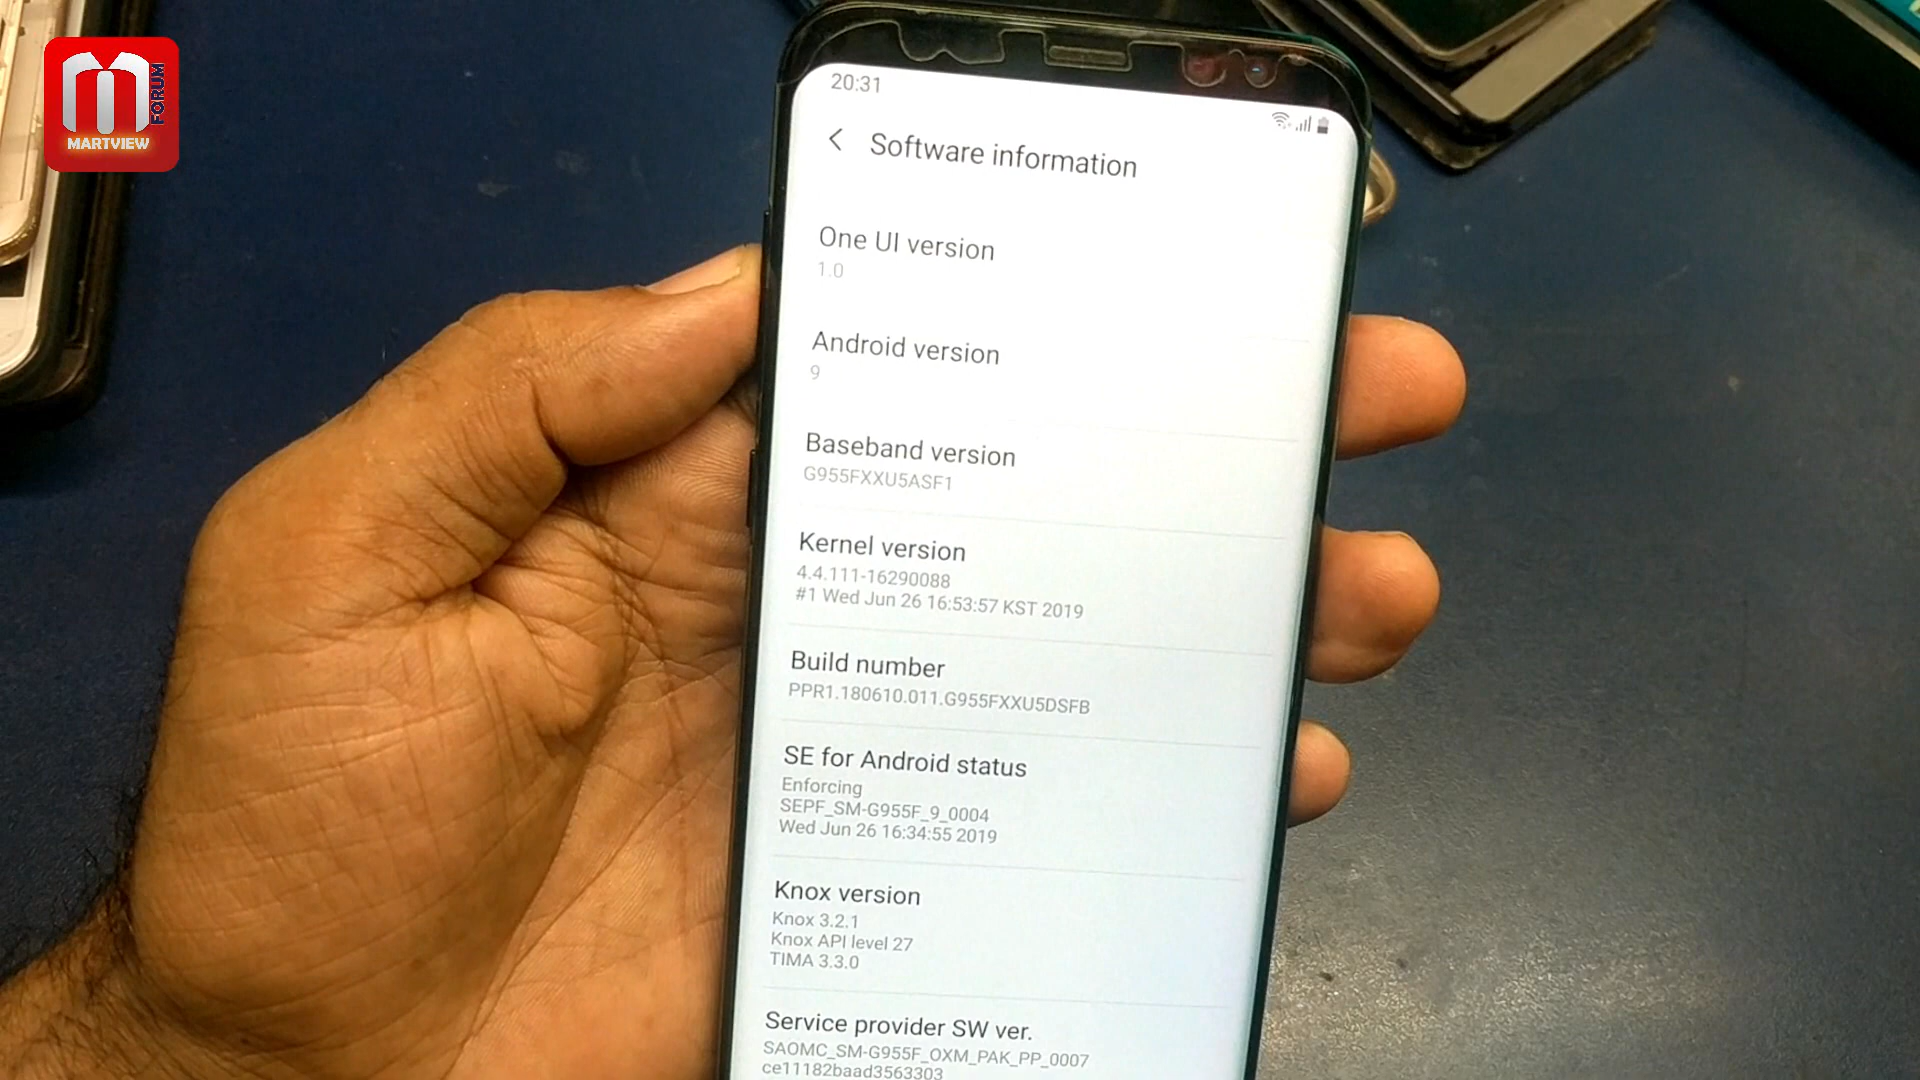 M
FORUM
MARTVIEW
20:31
Software information
One UI version
1.0
Android version
9
Baseband version
G955FXXU5ASF1
Kernel version
4.4.111-16290088
#1 Wed Jun 26 16:53:57 KST 2019
Build number
PPR1.180610.011.G955FXXU5DSFB
SE for Android status
Enforcing
SEPF_SM-G955F_9_0004
Wed Jun 26 16:34:55 2019
Knox version
Knox 3.2.1
Knox API level 27
TIMA 3.3.0
Service provider SW ver.
SAOMC_SM-G955F_OXM_PAK_PP_0007
ce11182baad3563303